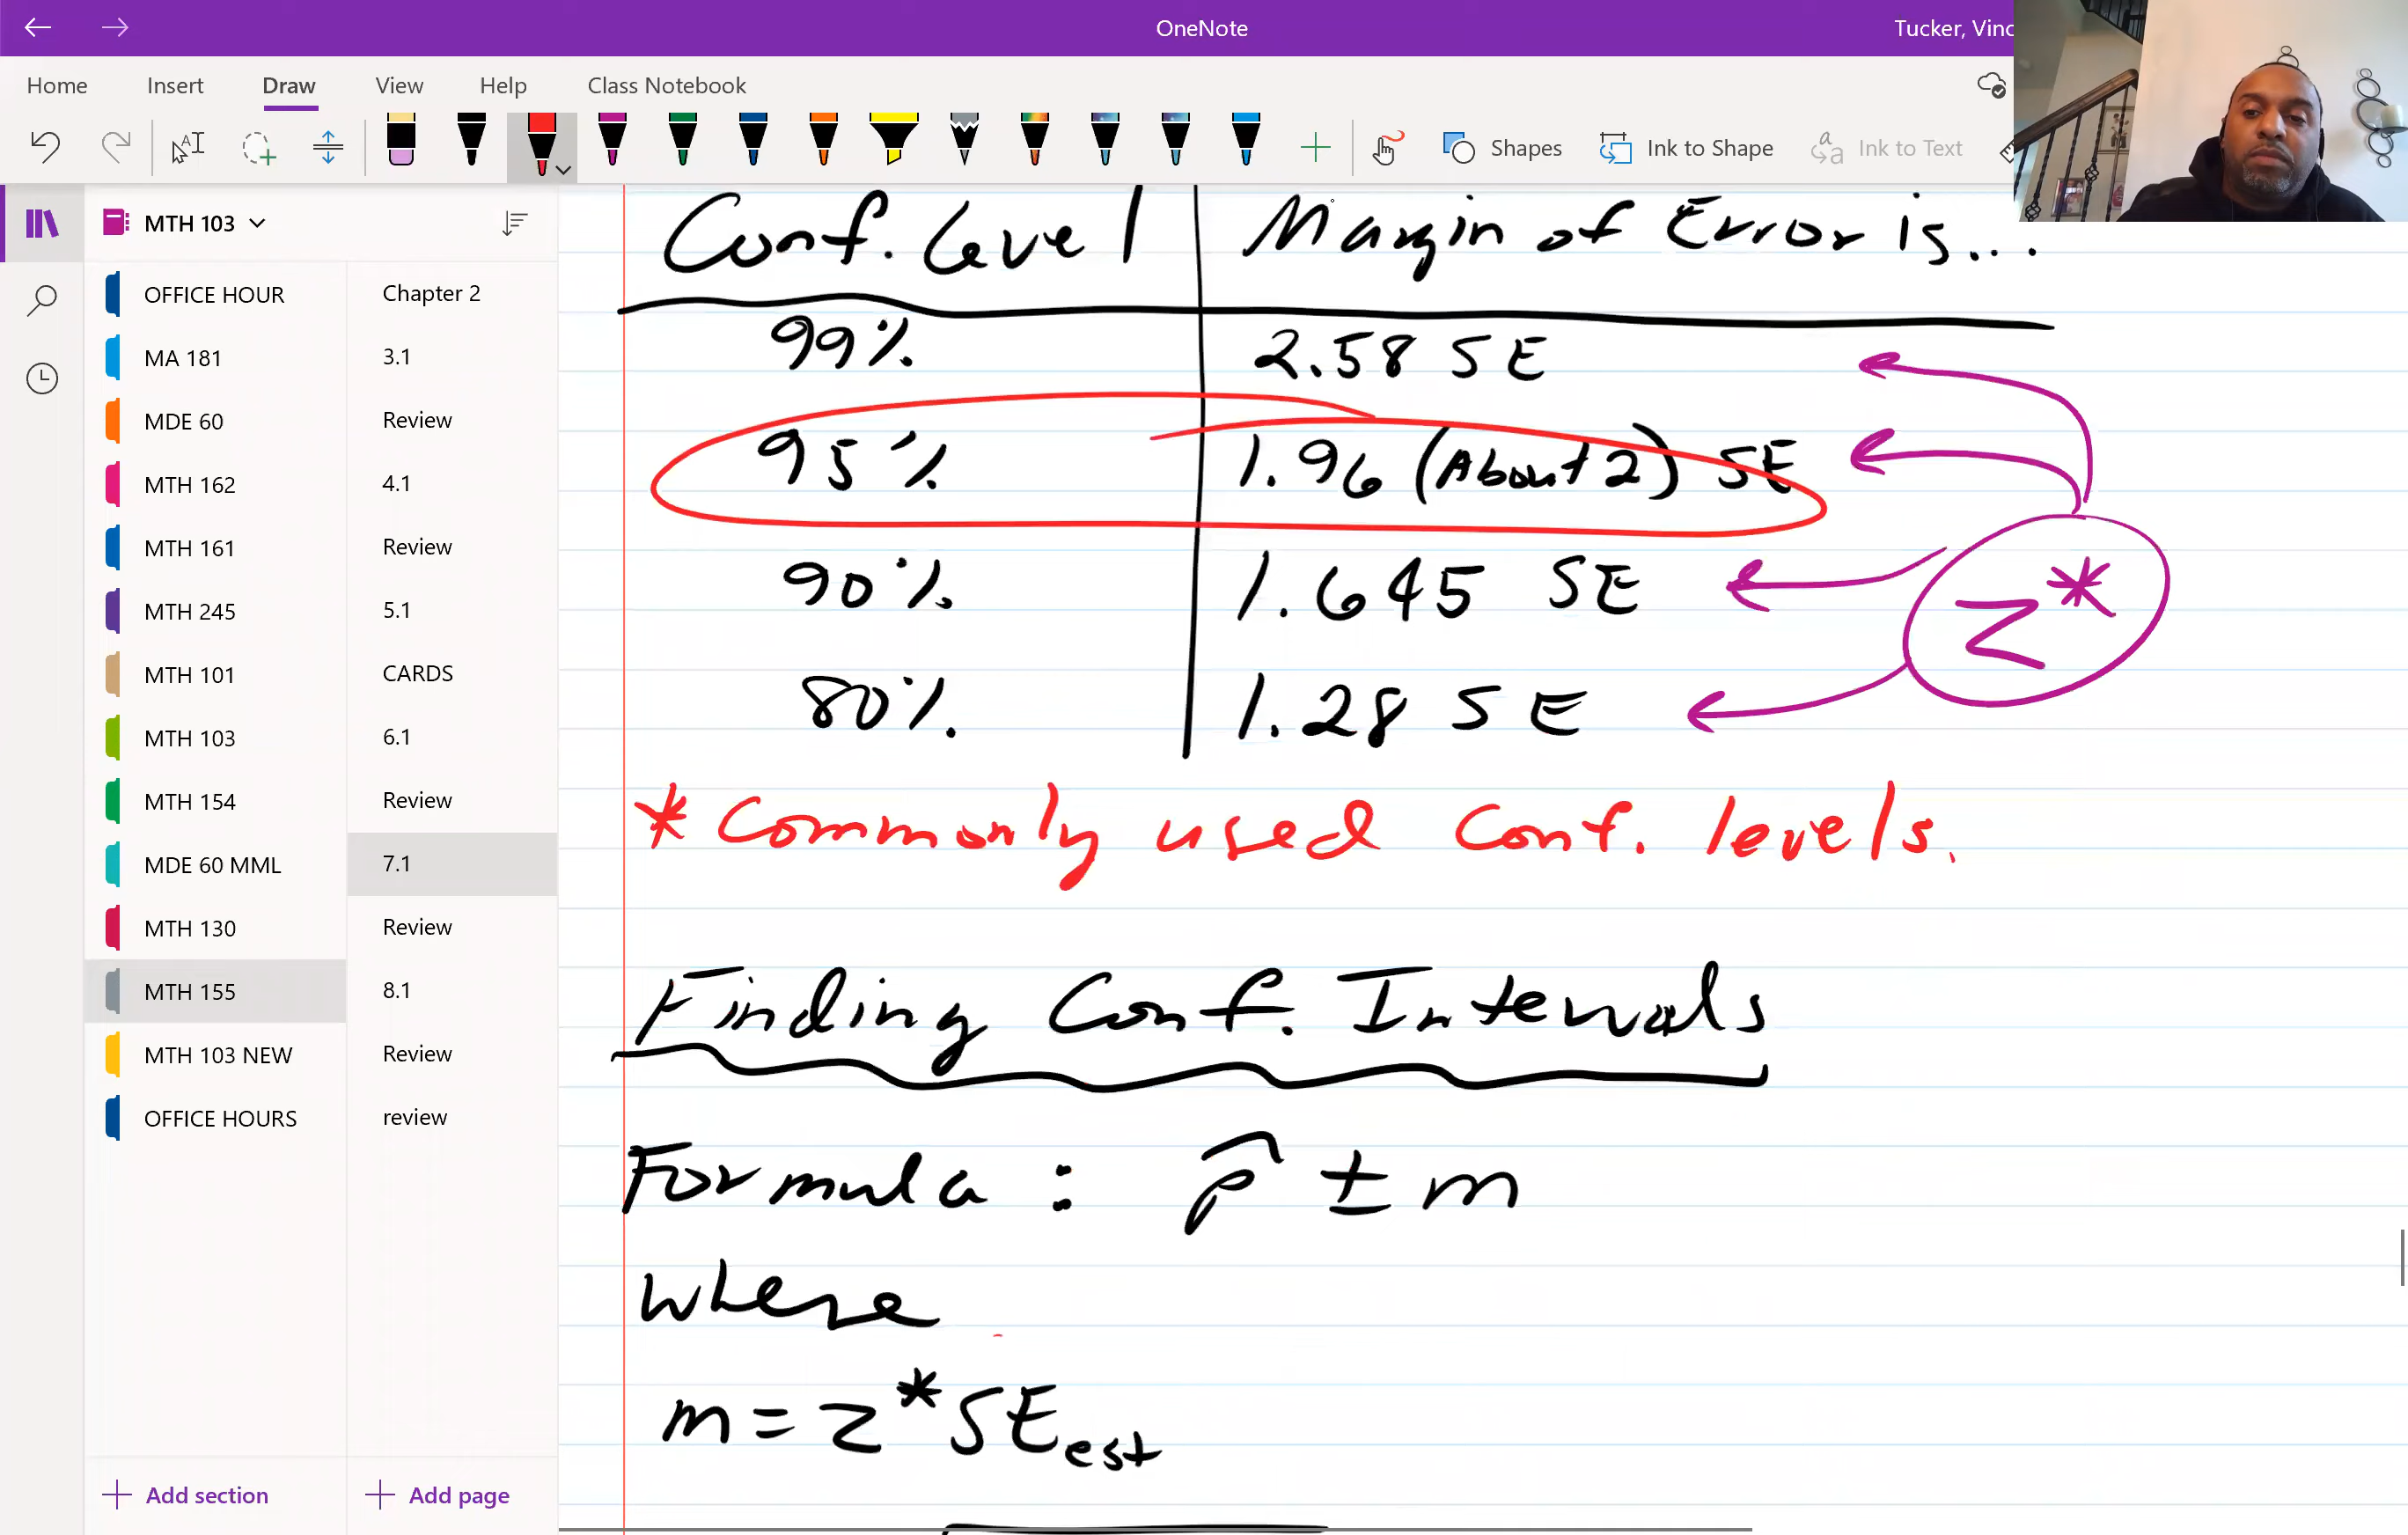 OneNote
Tucker, Vinc
Home Insert Draw View Help Class Notebook
Shapes Ink to Shape Ink to Text
MTH 103
OFFICE HOUR
MA 181
MDE 60
MTH 162
MTH 161
MTH 245
MTH 101
MTH 103
MTH 154
MDE 60 MML
MTH 130
MTH 155
MTH 103 NEW
OFFICE HOURS
Add section
Chapter 2
3.1
Review
4.1
Review
5.1
CARDS
6.1
Review
7.1
Review
8.1
Review
review
Add page
Conf. level Margin of Error is...
99% 2.58 SE
95% 1.96 (About 2) SE
90% 1.645 SE
80% 1.28 SE
z*
* Commonly used conf. levels.
Finding Conf. Intervals
Formula : p̂ ± m
where
m = z* SEest